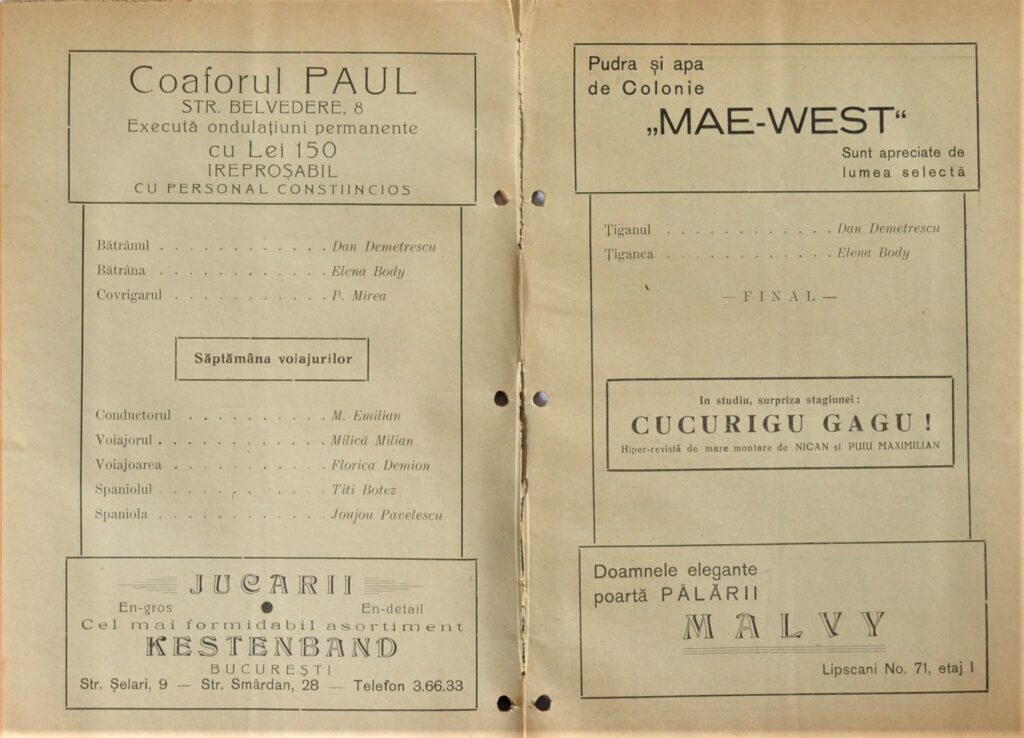 Coaforul PAUL
STR. BELVEDERE, 8
Execută ondulațiuni permanente
cu Lei 150
IREPROȘABIL
CU PERSONAL CONSTIINCIOS
Bătrânul . . . . . . . . . . . . Dan Demetrescu
Bătrâna . . . . . . . . . . . . Elena Body
Covrigarul . . . . . . . . . . . P. Mirea
Săptămâna voiajurilor
Conductorul . . . . . . . . . . M. Emilian
Voiajorul . . . . . . . . . . . . Milică Milian
Voiajoarea . . . . . . . . . . . Florica Demion
Spaniolul . . . . . . . . . . . . Titi Botez
Spaniola . . . . . . . . . . . . Joujou Pavelescu
JUCARII
En-gros En-detail
Cel mai formidabil asortiment
KESTENBAND
BUCUREȘTI
Str. Șelari, 9 — Str. Smârdan, 28 — Telefon 3.66.33
Pudra și apa
de Colonie
„MAE-WEST“
Sunt apreciate de
lumea selectă
Țiganul . . . . . . . . . . . . Dan Demetrescu
Țiganca . . . . . . . . . . . . Elena Body
— FINAL —
In studiu, surpriza stagiunei :
CUCURIGU GAGU !
Hiper-revistă de mare montare de NICAN și PUIU MAXIMILIAN
Doamnele elegante
poartă PĂLĂRII
MALVY
Lipscani No. 71, etaj I